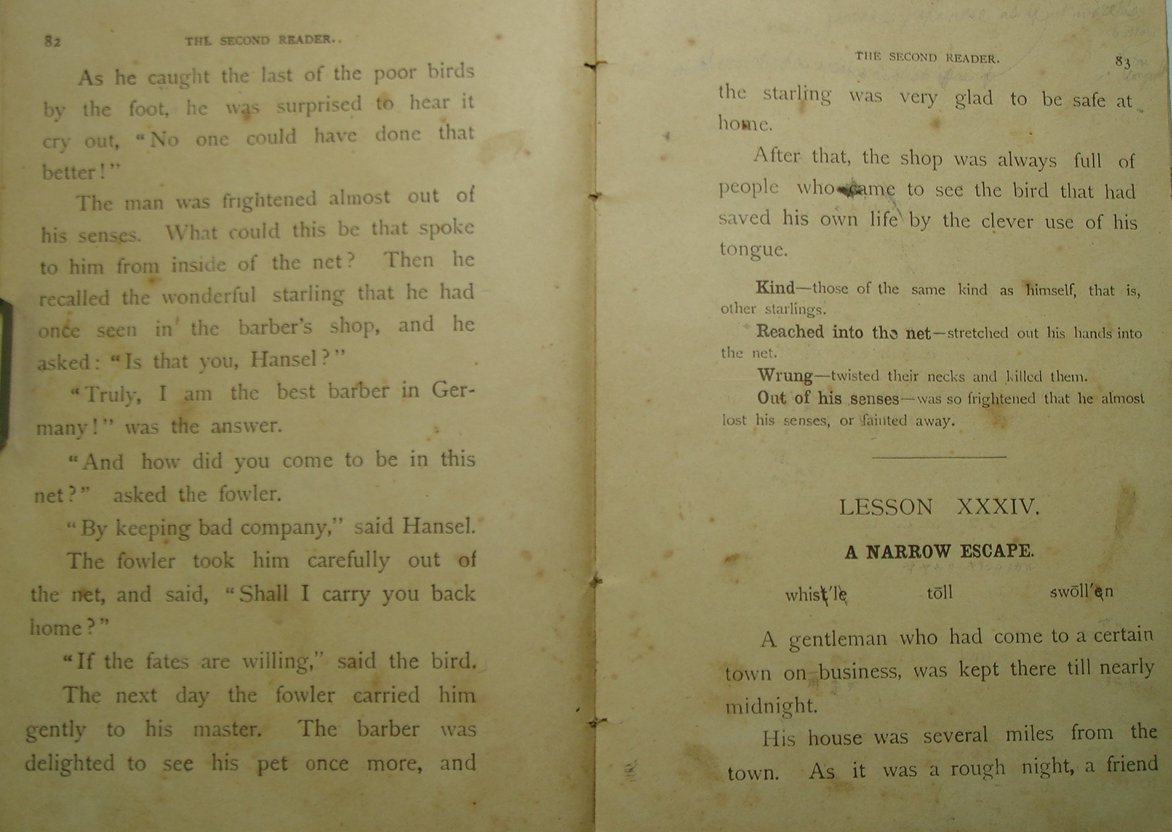 82 THE SECOND READER..
As he caught the last of the poor birds
by the foot, he was surprised to hear it
cry out, “No one could have done that
better!”
The man was frightened almost out of
his senses. What could this be that spoke
to him from inside of the net? Then he
recalled the wonderful starling that he had
once seen in the barber's shop, and he
asked: “Is that you, Hansel?”
“Truly, I am the best barber in Ger-
many!” was the answer.
“And how did you come to be in this
net?” asked the fowler.
“By keeping bad company,” said Hansel.
The fowler took him carefully out of
the net, and said, “Shall I carry you back
home?”
“If the fates are willing,” said the bird.
The next day the fowler carried him
gently to his master. The barber was
delighted to see his pet once more, and
THE SECOND READER. 83
the starling was very glad to be safe at
home.
After that, the shop was always full of
people who came to see the bird that had
saved his own life by the clever use of his
tongue.
Kind—those of the same kind as himself, that is,
other starlings.
Reached into the net—stretched out his hands into
the net.
Wrung—twisted their necks and killed them.
Out of his senses—was so frightened that he almost
lost his senses, or fainted away.
LESSON XXXIV.
A NARROW ESCAPE.
whist'le tōll swōll'en
A gentleman who had come to a certain
town on business, was kept there till nearly
midnight.
His house was several miles from the
town. As it was a rough night, a friend